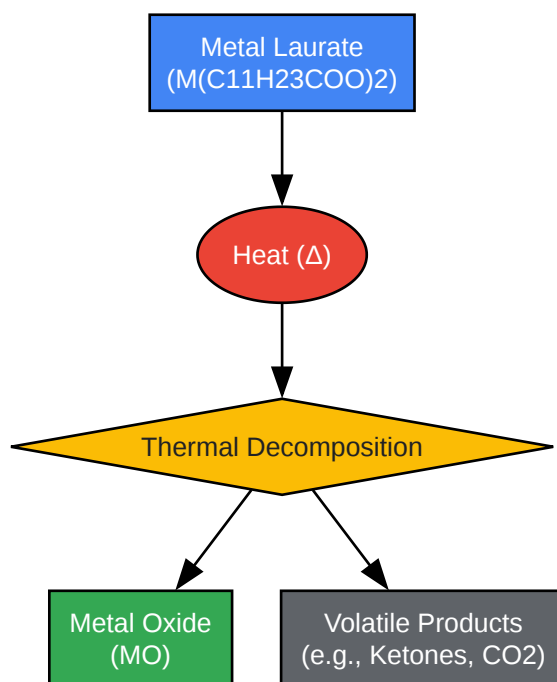 Metal Laurate
(M(C11H23COO)2)
Heat (Δ)
Thermal Decomposition
Metal Oxide
(MO)
Volatile Products
(e.g., Ketones, CO2)